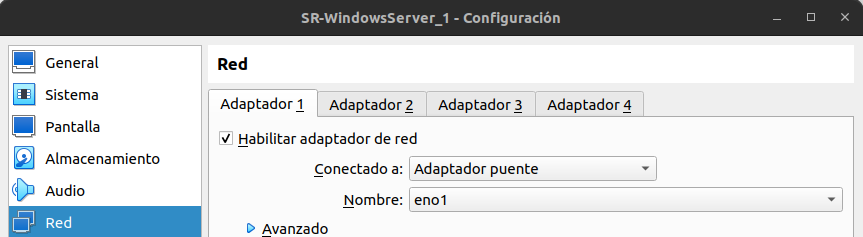 SR-WindowsServer_1 - Configuración
General
Sistema
Pantalla
Almacenamiento
Audio
Red
Red
Adaptador 1 Adaptador 2 Adaptador 3 Adaptador 4
Habilitar adaptador de red
Conectado a: Adaptador puente
Nombre: eno1
Avanzado